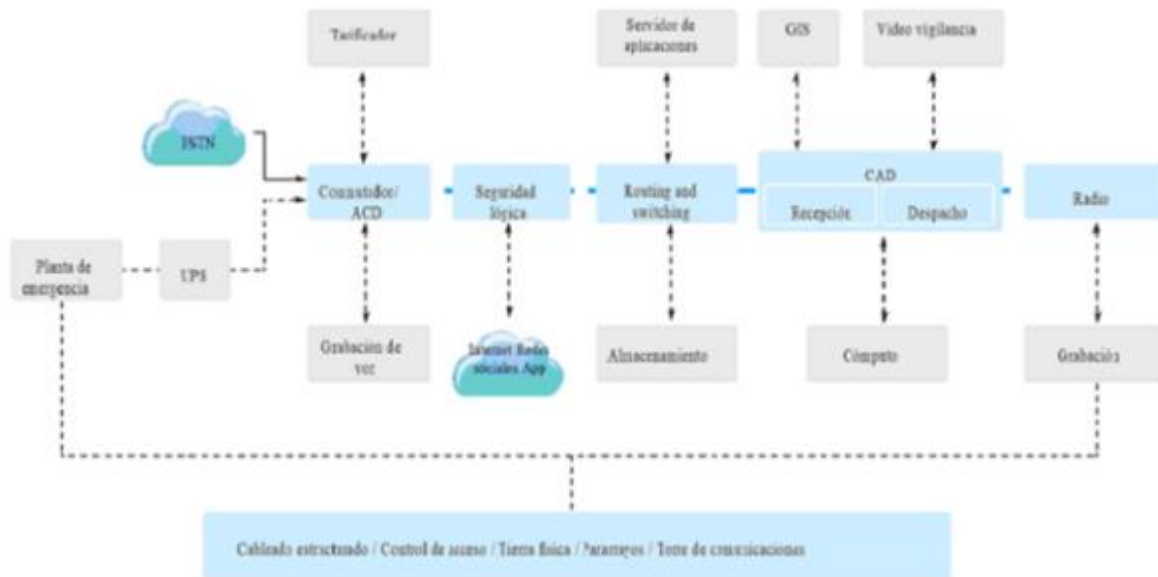 Tarificador
Servidor de
aplicaciones
GIS
Video vigilancia
PSTN
Conmutador/
ACD
Seguridad
lógica
Routing and
switching
CAD
Recepción
Despacho
Radio
Planta de
emergencia
UPS
Grabación de
voz
Internet Redes
sociales App
Almacenamiento
Cómputo
Grabación
Cableado estructurado / Control de acceso / Tierra física / Pararrayos / Torre de comunicaciones